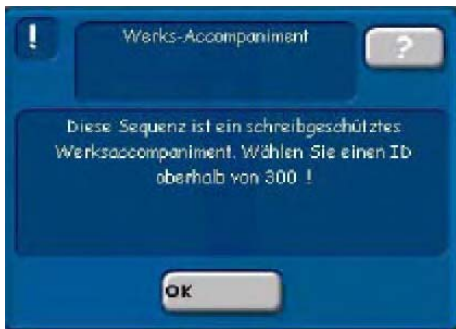 !
Werks-Accompaniment
?
Diese Sequenz ist ein schreibgeschütztes
Werksaccompaniment. Wählen Sie einen ID
oberhalb von 300 !
OK